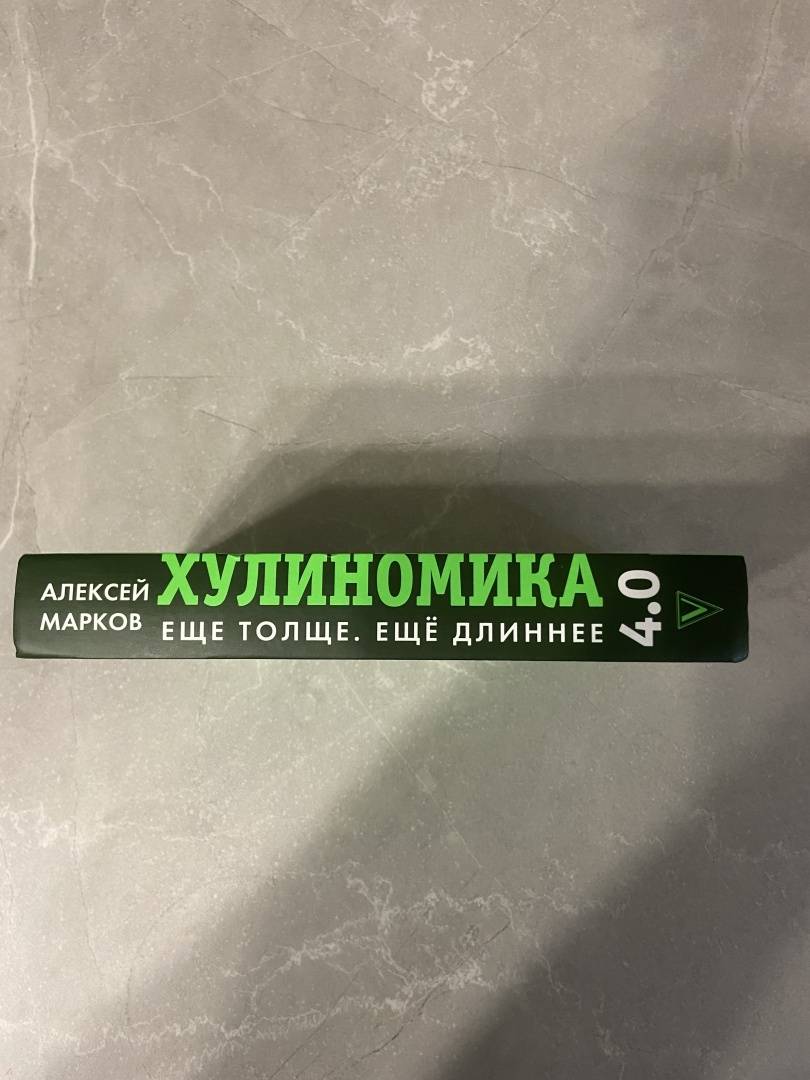 АЛЕКСЕЙ
МАРКОВ
ХУЛИНОМИКА
ЕЩЕ ТОЛЩЕ. ЕЩЁ ДЛИННЕЕ
4.0